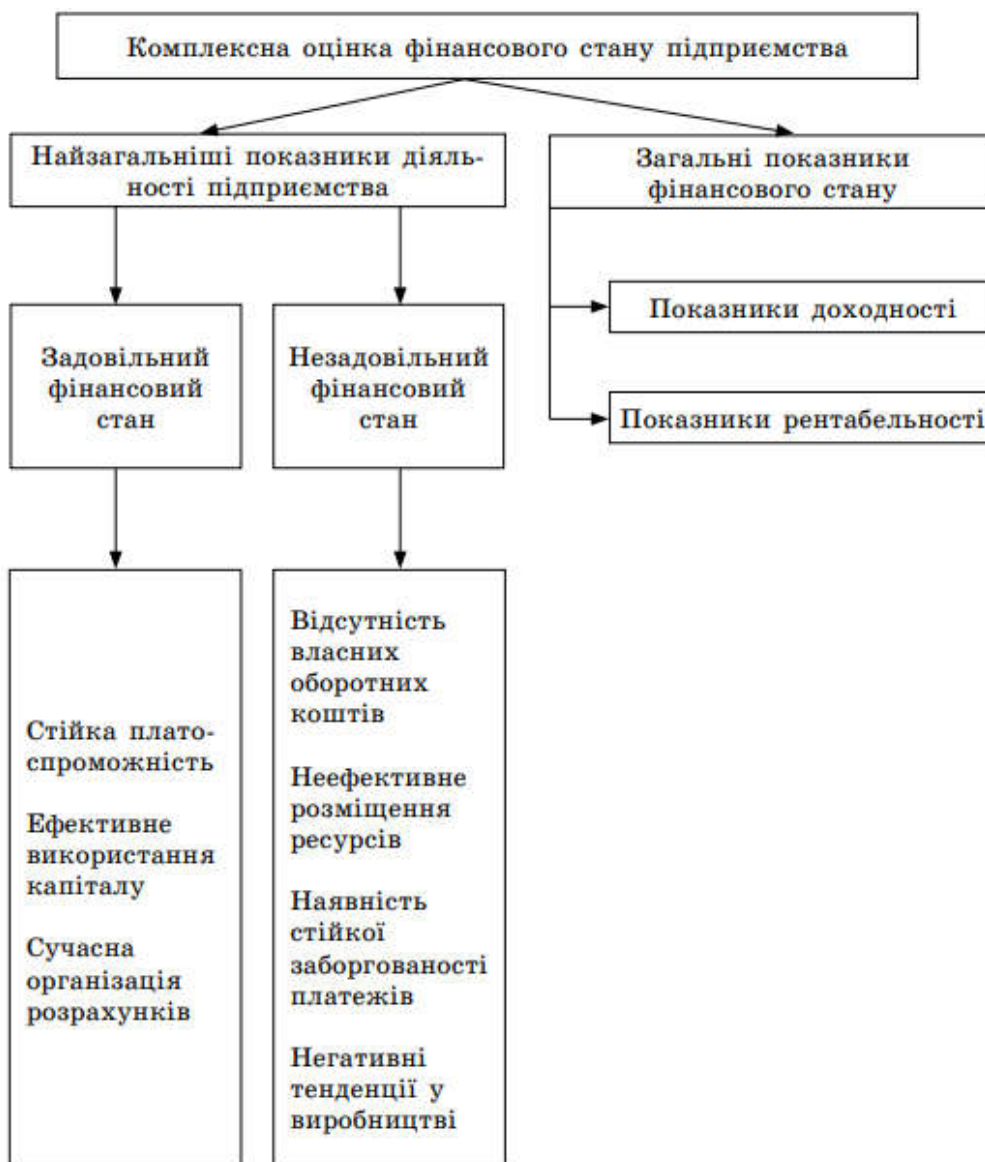 Комплексна оцінка фінансового стану підприємства
Найзагальніші показники діяль-
ності підприємства
Загальні показники
фінансового стану
Показники доходності
Показники рентабельності
Задовільний
фінансовий
стан
Незадовільний
фінансовий
стан
Стійка плато-
спроможність
Ефективне
використання
капіталу
Сучасна
організація
розрахунків
Відсутність
власних
оборотних
коштів
Неефективне
розміщення
ресурсів
Наявність
стійкої
заборгованості
платежів
Негативні
тенденції у
виробництві